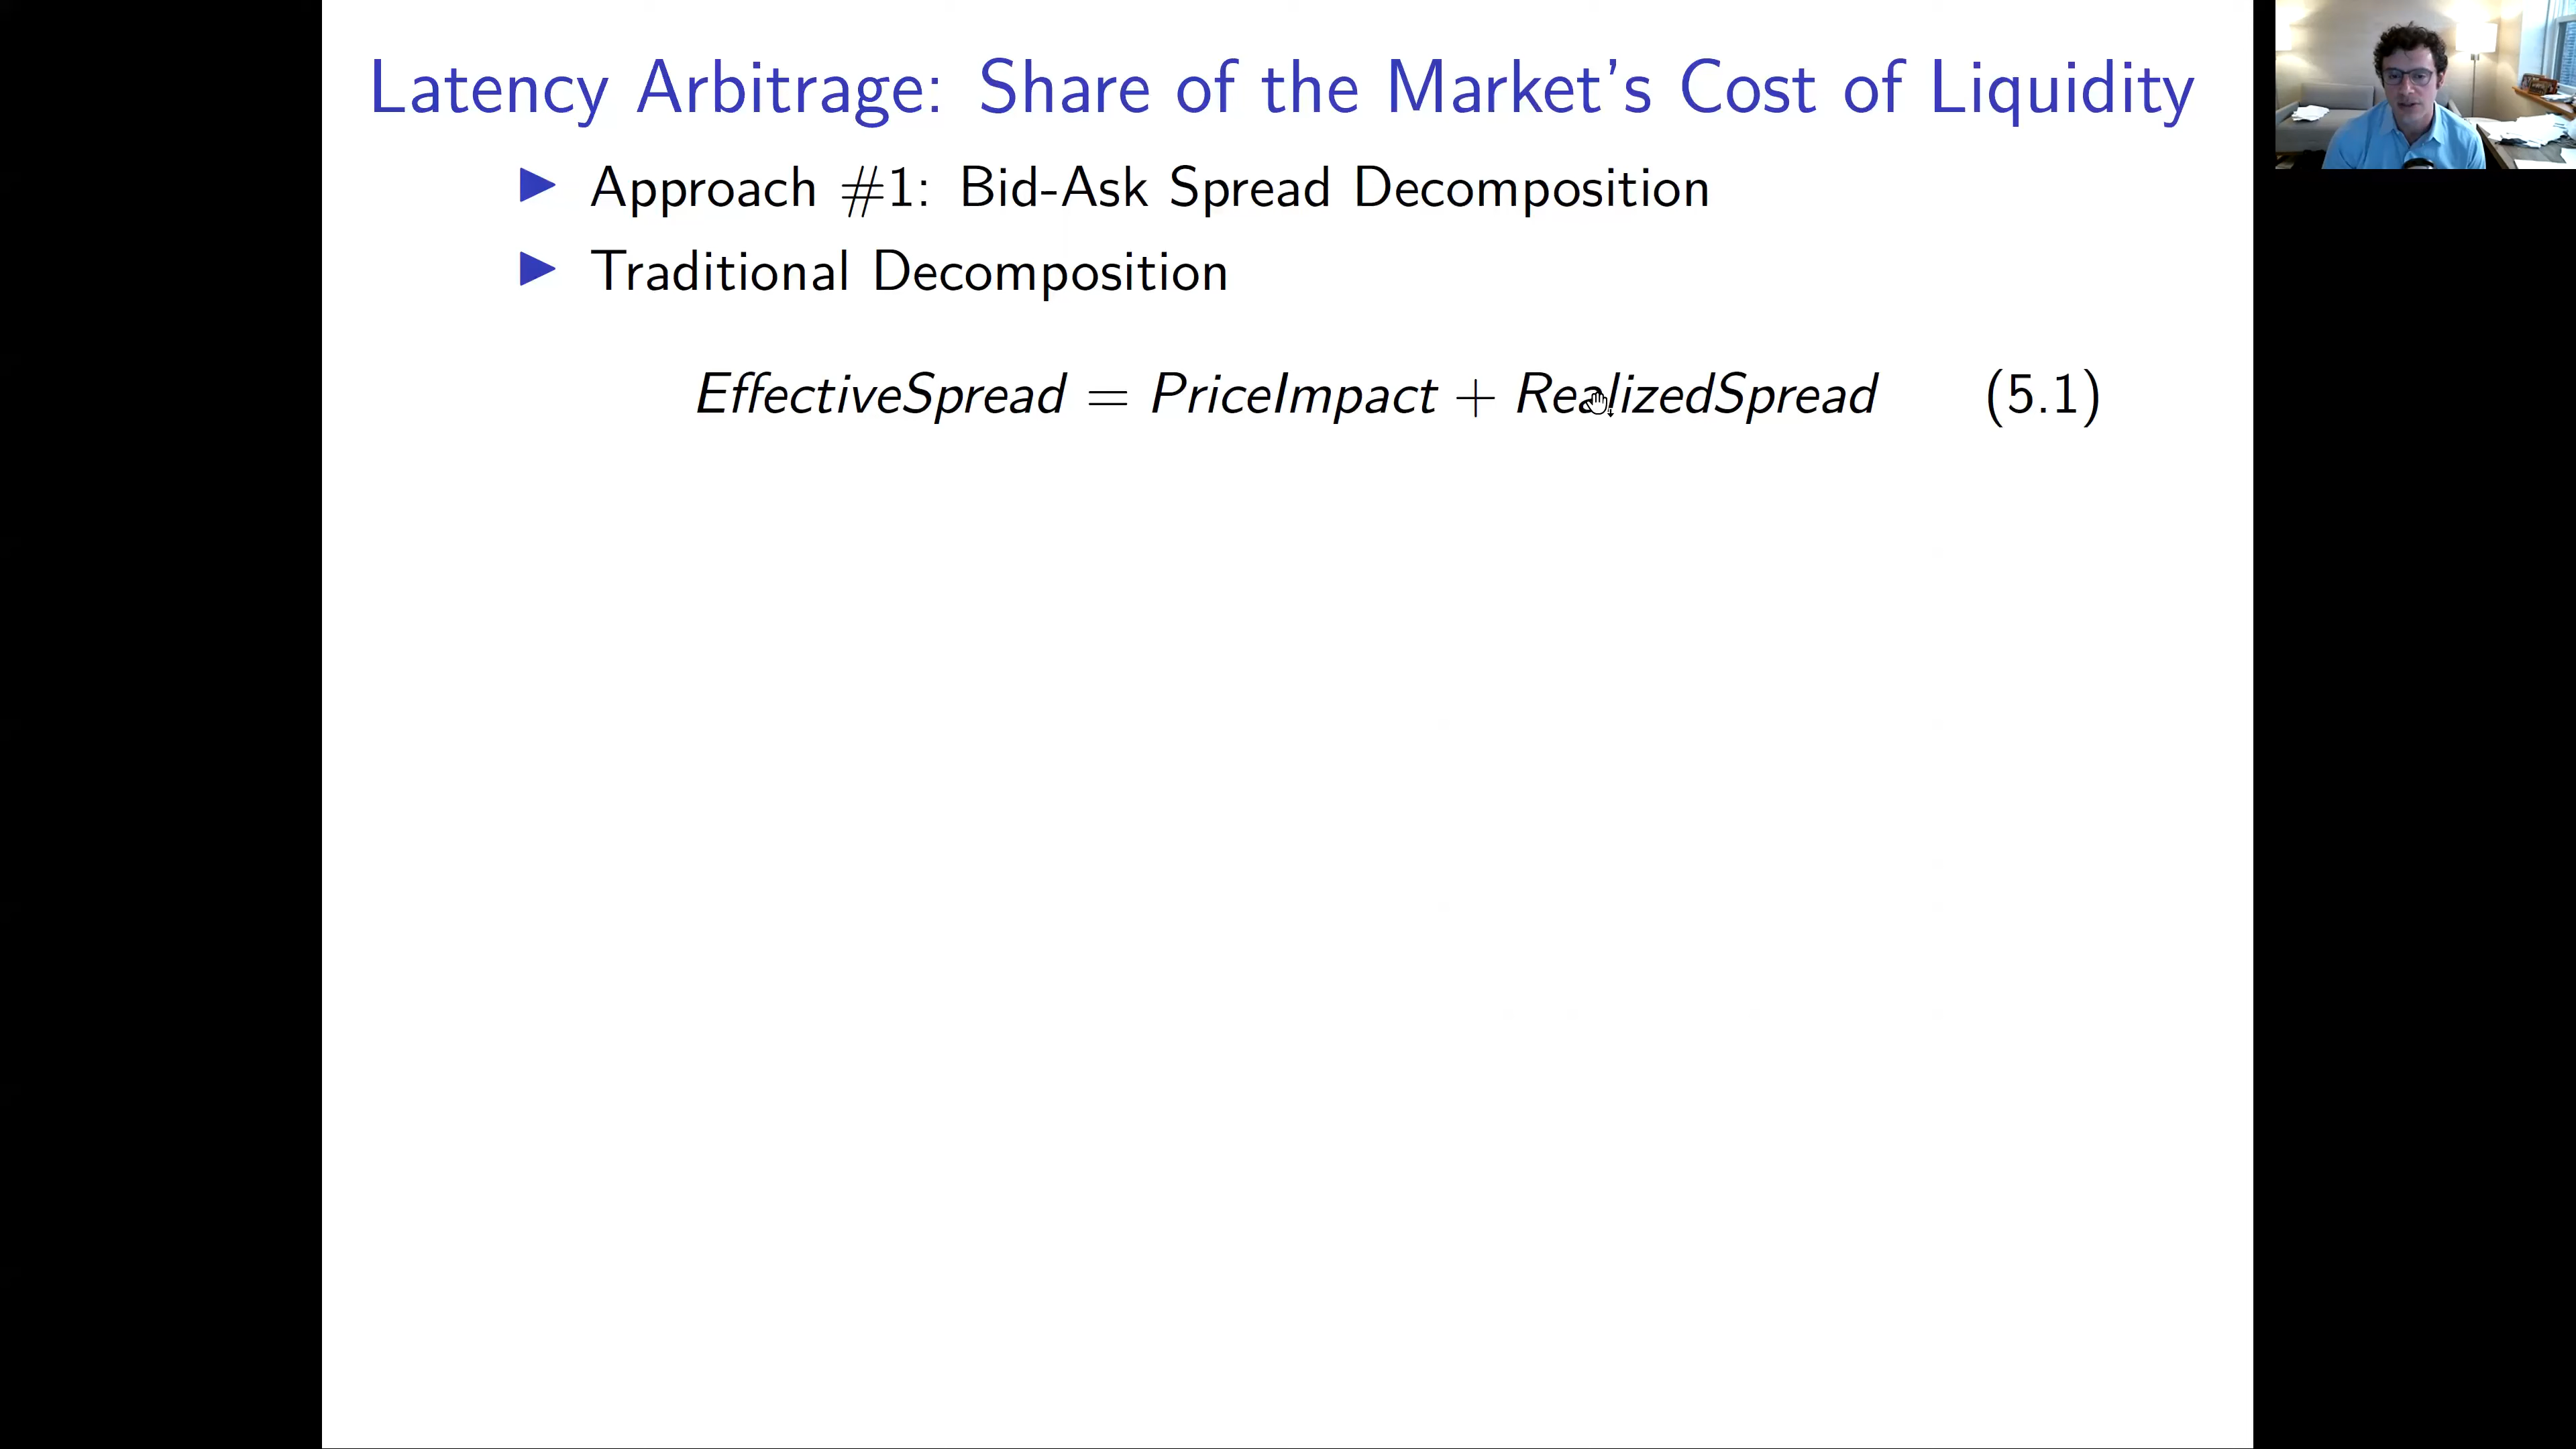 Latency Arbitrage: Share of the Market's Cost of Liquidity
▶ Approach #1: Bid-Ask Spread Decomposition
▶ Traditional Decomposition
EffectiveSpread = PriceImpact + RealizedSpread (5.1)